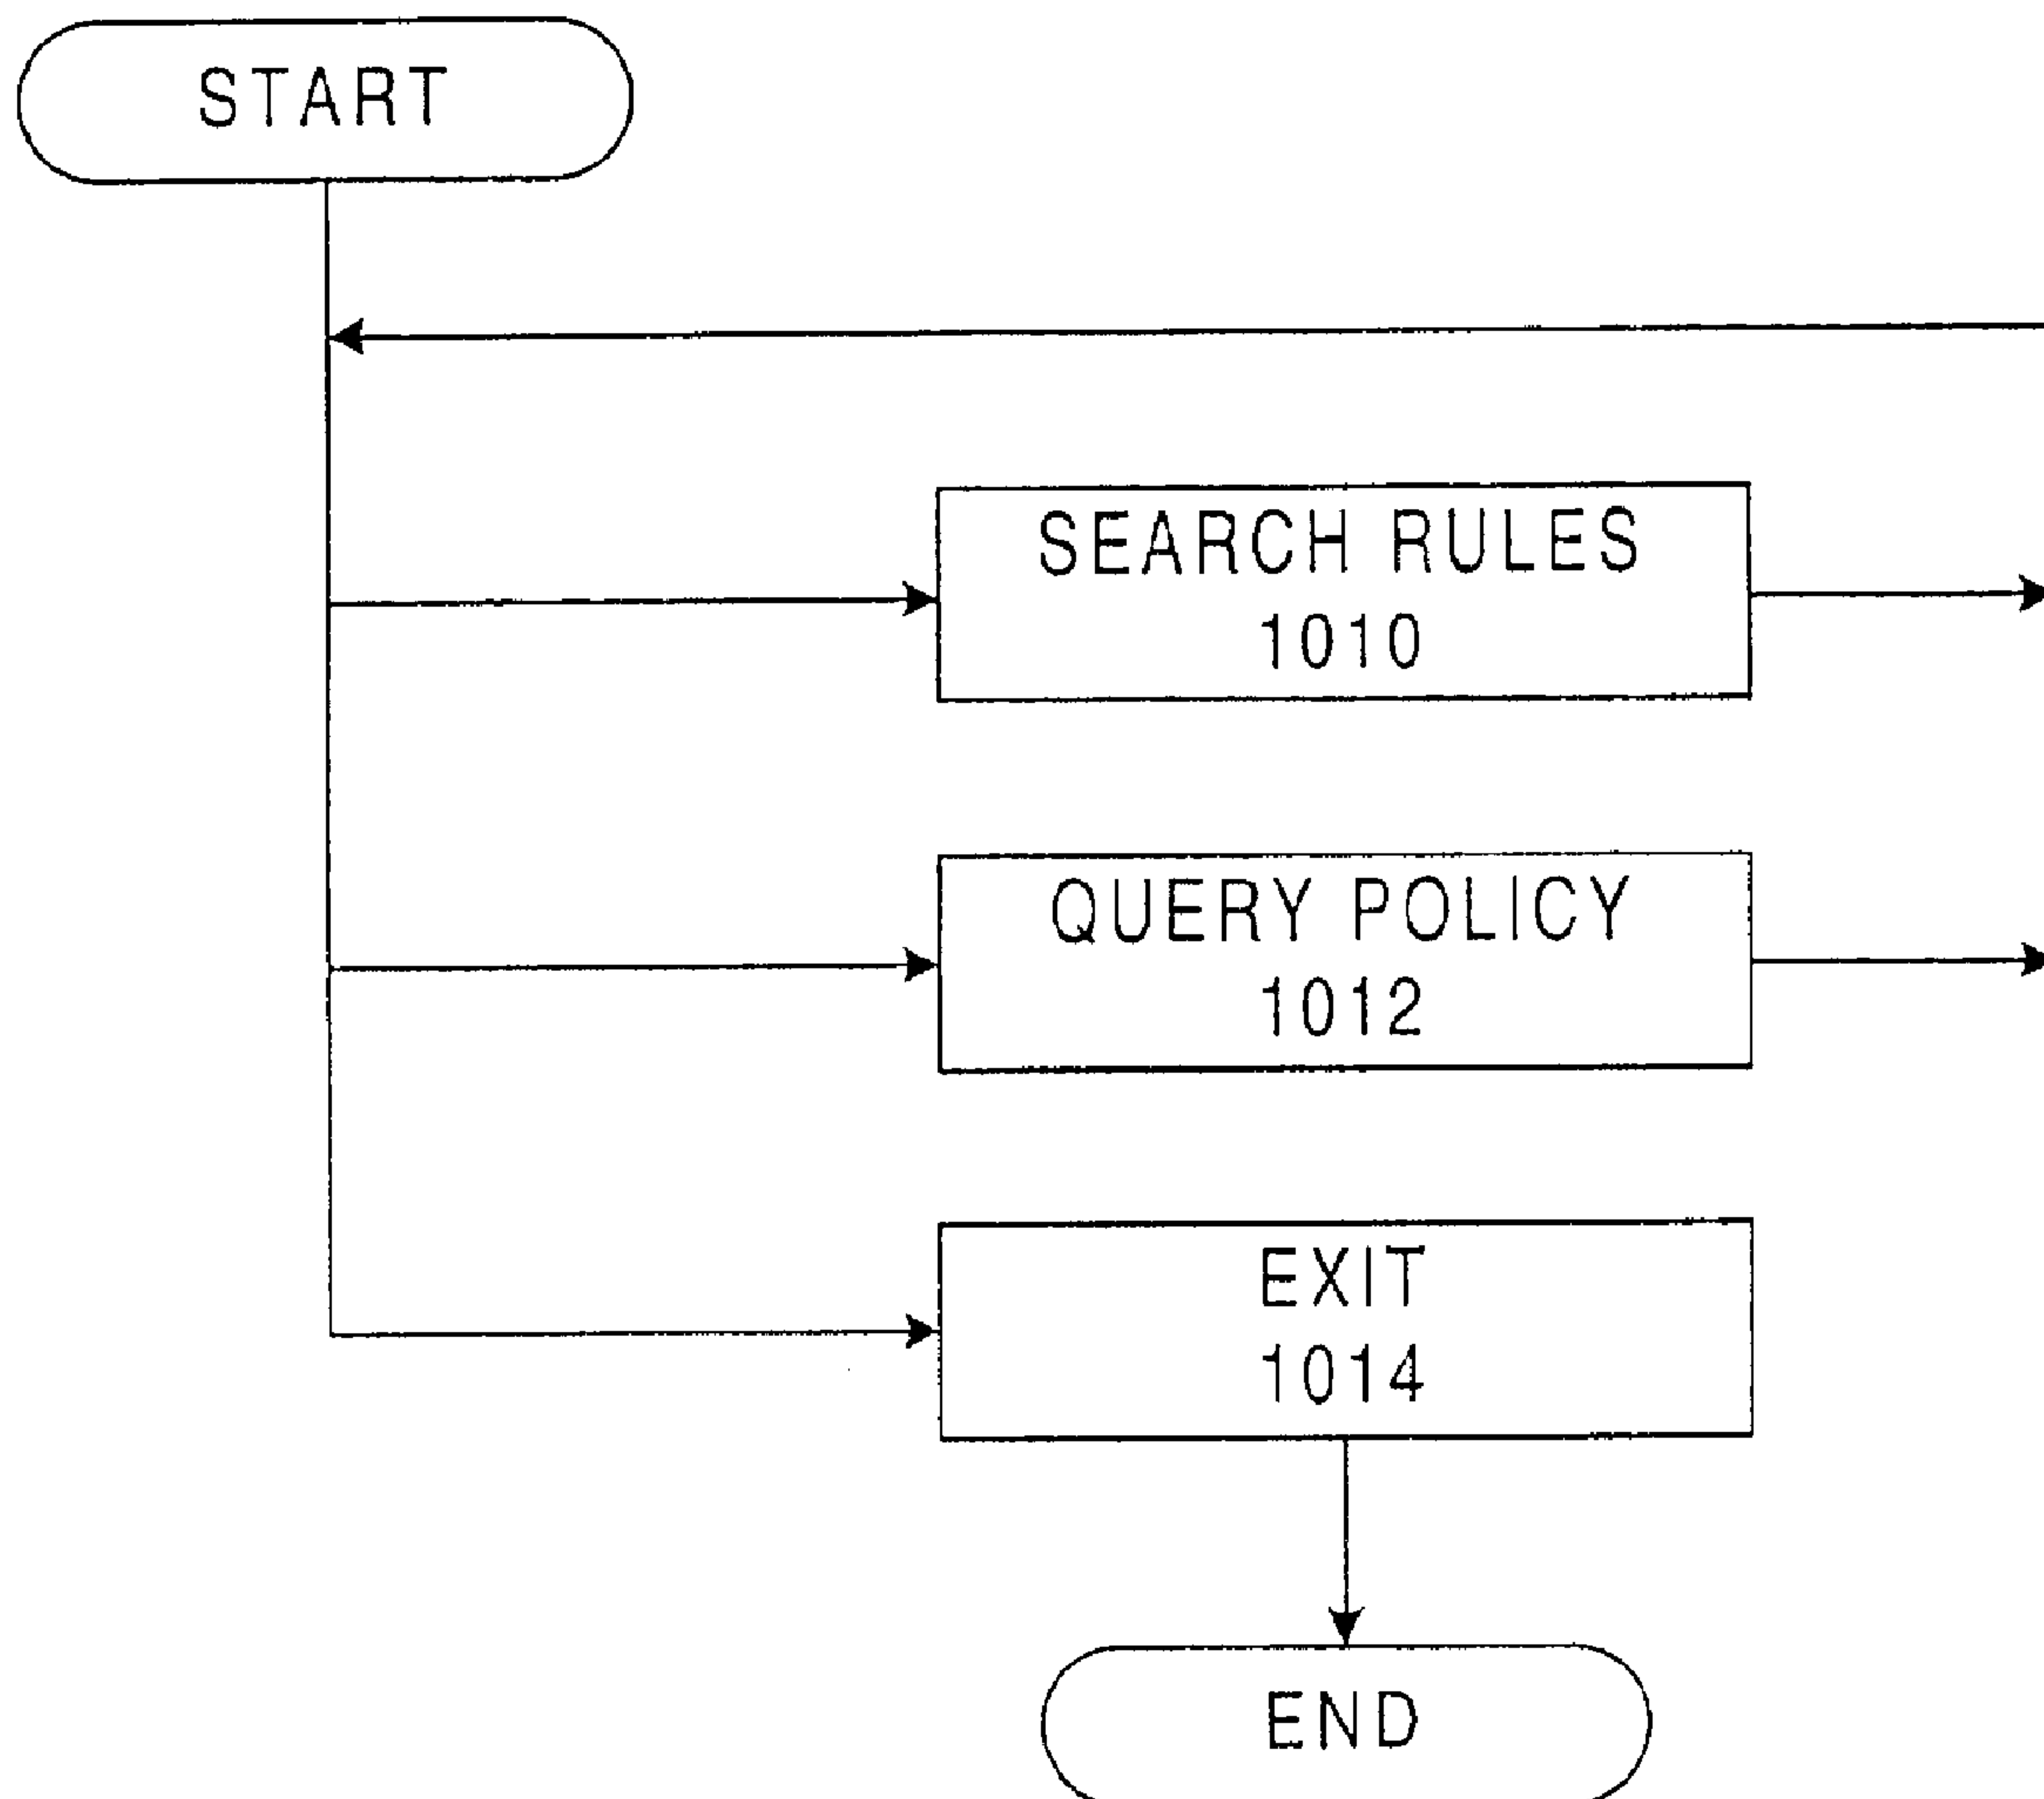 START
SEARCH RULES
1010
QUERY POLICY
1012
EXIT
1014
END